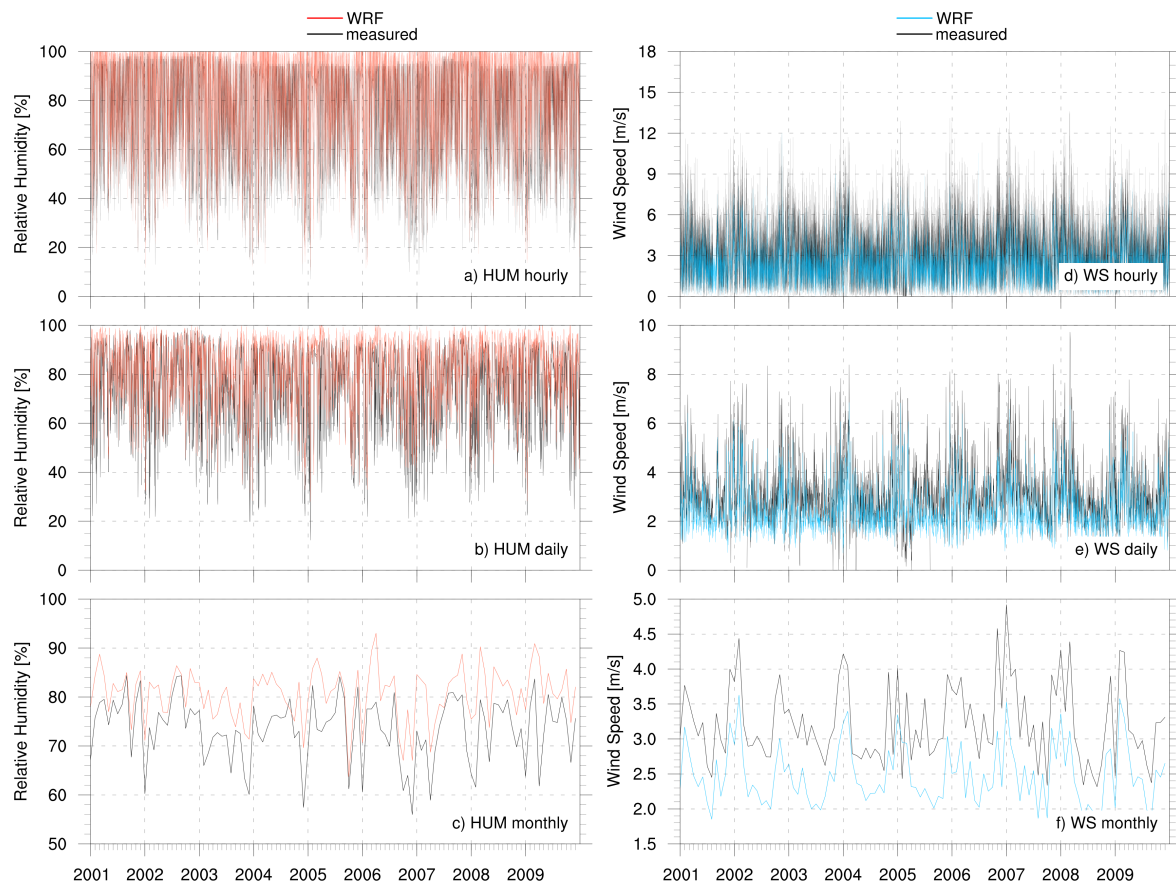 WRF
measured
WRF
measured
Relative Humidity [%]
100
80
60
40
20
0
a) HUM hourly
Wind Speed [m/s]
18
15
12
9
6
3
0
d) WS hourly
Relative Humidity [%]
100
80
60
40
20
0
b) HUM daily
Wind Speed [m/s]
10
8
6
4
2
0
e) WS daily
Relative Humidity [%]
100
90
80
70
60
50
c) HUM monthly
2001 2002 2003 2004 2005 2006 2007 2008 2009
Wind Speed [m/s]
5.0
4.5
4.0
3.5
3.0
2.5
2.0
1.5
f) WS monthly
2001 2002 2003 2004 2005 2006 2007 2008 2009